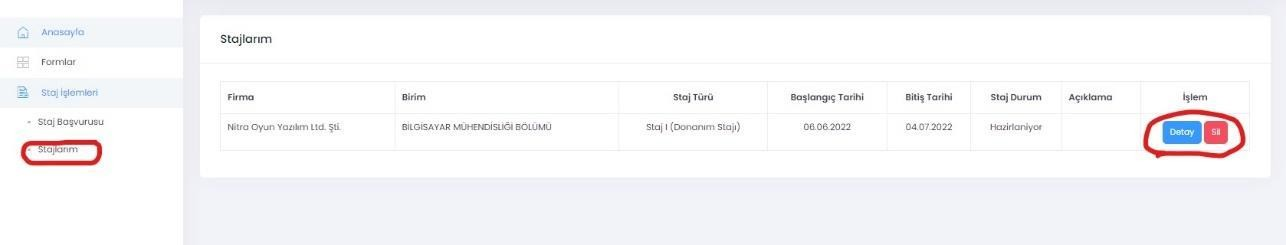 Anasayfa
Formlar
Staj İşlemleri
- Staj Başvurusu
- Stajlarım
Stajlarım
Firma Birim Staj Türü Başlangıç Tarihi Bitiş Tarihi Staj Durum Açıklama İşlem
Nitra Oyun Yazılım Ltd. Şti. BİLGİSAYAR MÜHENDİSLİĞİ BÖLÜMÜ Staj I (Donanım Stajı) 06.06.2022 04.07.2022 Hazirlaniyor Detay Sil